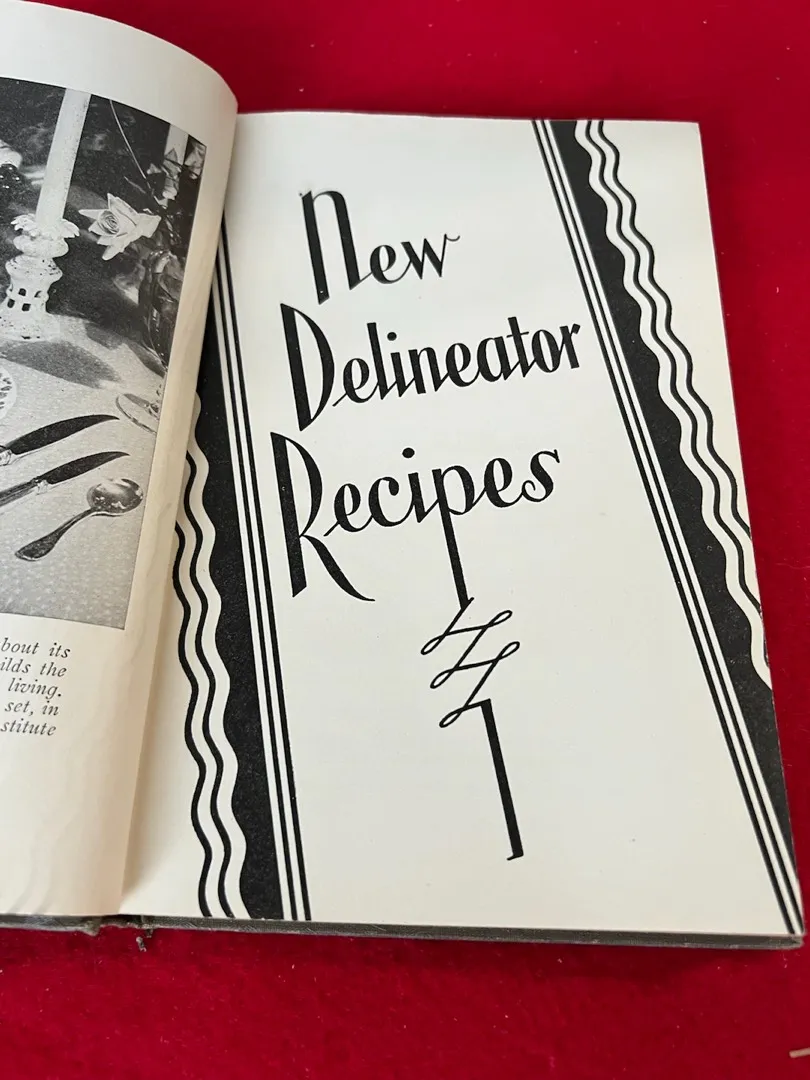 bout its
ilds the
living.
set, in
stitute
New
Delineator
Recipes